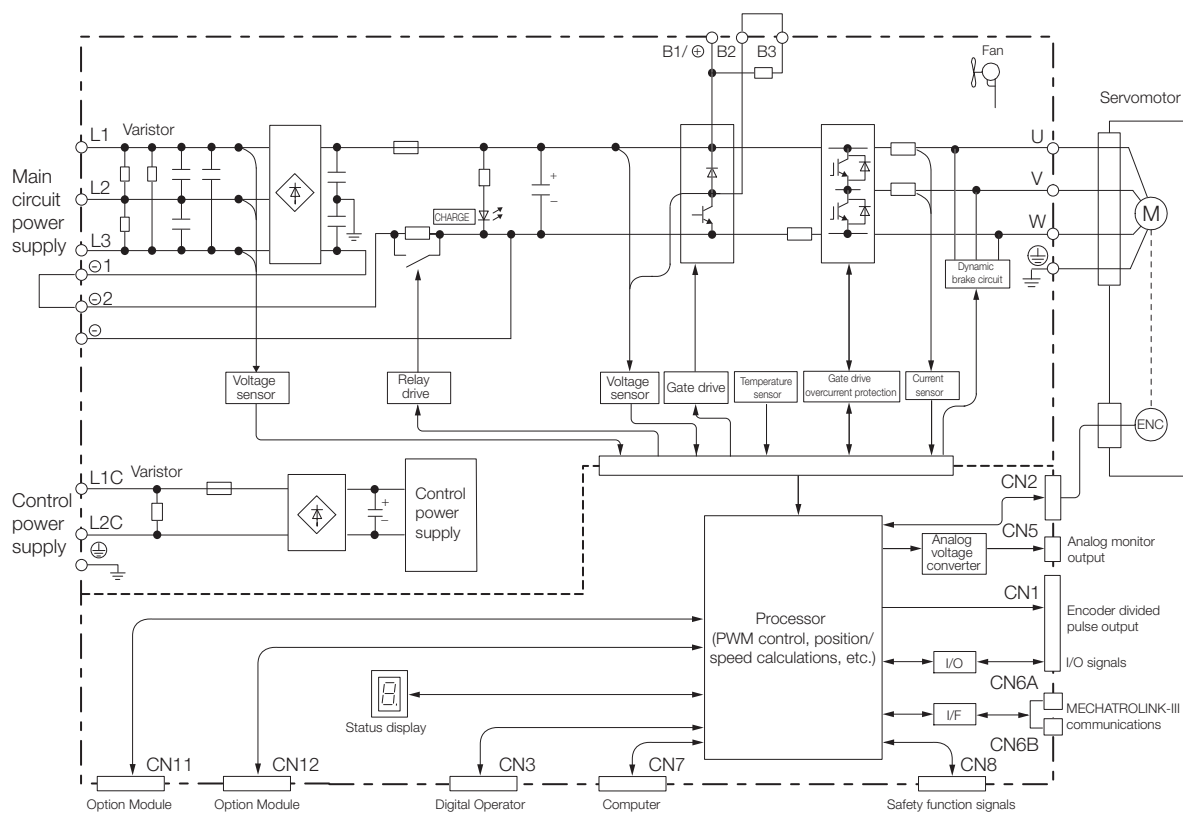 B1/ ⊕ B2 B3
Fan
Servomotor
L1 Varistor
U
Main
circuit
power
supply
L2
V
M
CHARGE
L3
W
⊖1
⊖2
⊖
+
−
Dynamic
brake circuit
Voltage
sensor
Relay
drive
Voltage
sensor
Gate drive
Temperature
sensor
Gate drive
overcurrent protection
Current
sensor
ENC
L1C Varistor
Control
power
supply
L2C
+
−
Control
power
supply
CN2
CN5
Analog
voltage
converter
Analog monitor
output
CN1
Processor
(PWM control, position/
speed calculations, etc.)
Encoder divided
pulse output
I/O
I/O signals
CN6A
I/F
MECHATROLINK-III
communications
CN6B
8.
Status display
CN11
Option Module
CN12
Option Module
CN3
Digital Operator
CN7
Computer
CN8
Safety function signals